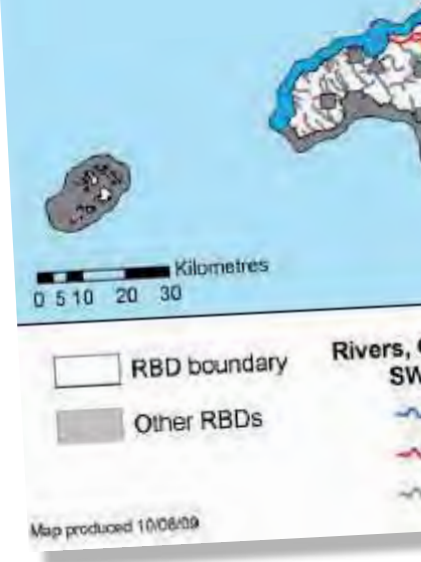 Kilometres
0 5 10 20 30
RBD boundary
Other RBDs
Rivers,
SW
Map produced 10/08/09